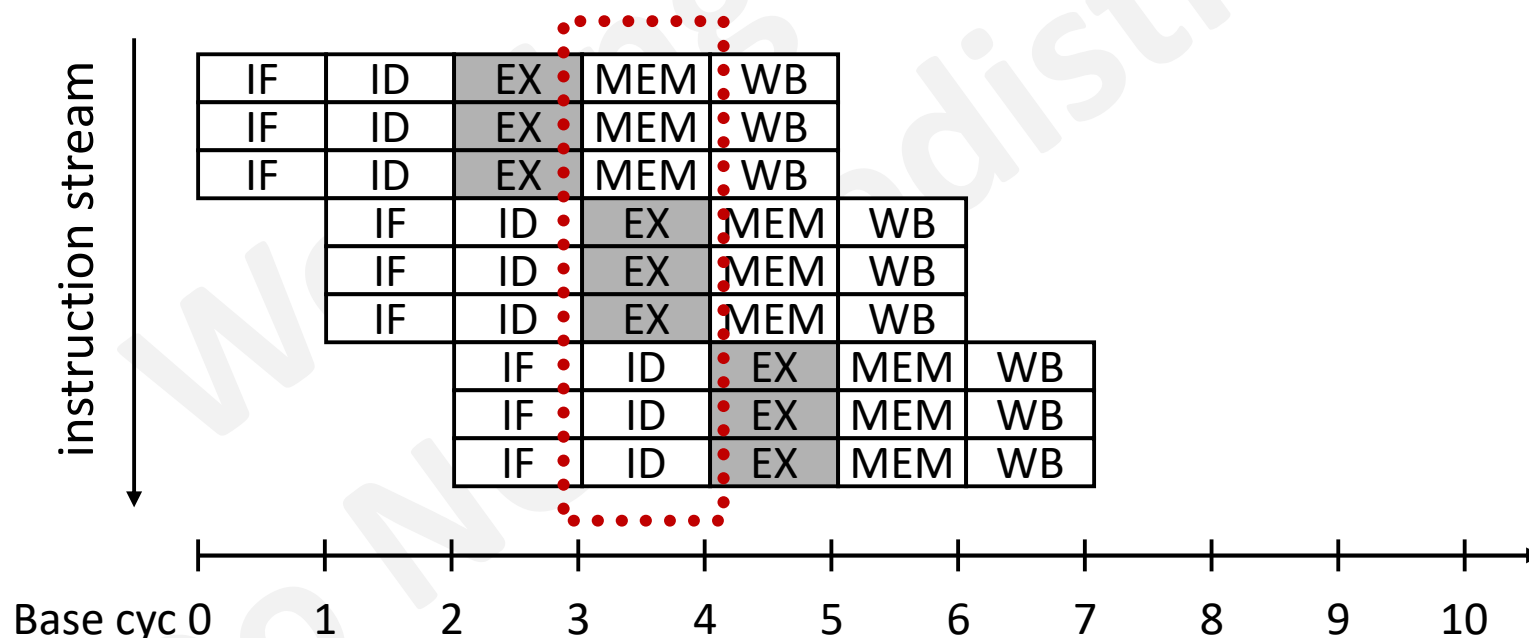 instruction stream
IF ID EX MEM WB
IF ID EX MEM WB
IF ID EX MEM WB
IF ID EX MEM WB
IF ID EX MEM WB
IF ID EX MEM WB
IF ID EX MEM WB
IF ID EX MEM WB
IF ID EX MEM WB
Base cyc 0 1 2 3 4 5 6 7 8 9 10